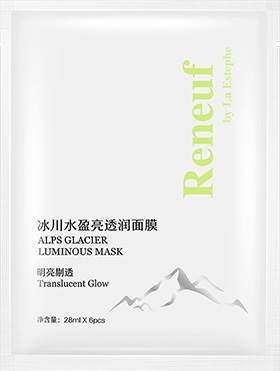 Reneuf
by La Estephe
冰川水盈亮透润面膜
ALPS GLACIER
LUMINOUS MASK
明亮剔透
Translucent Glow
净含量：28ml X 6pcs